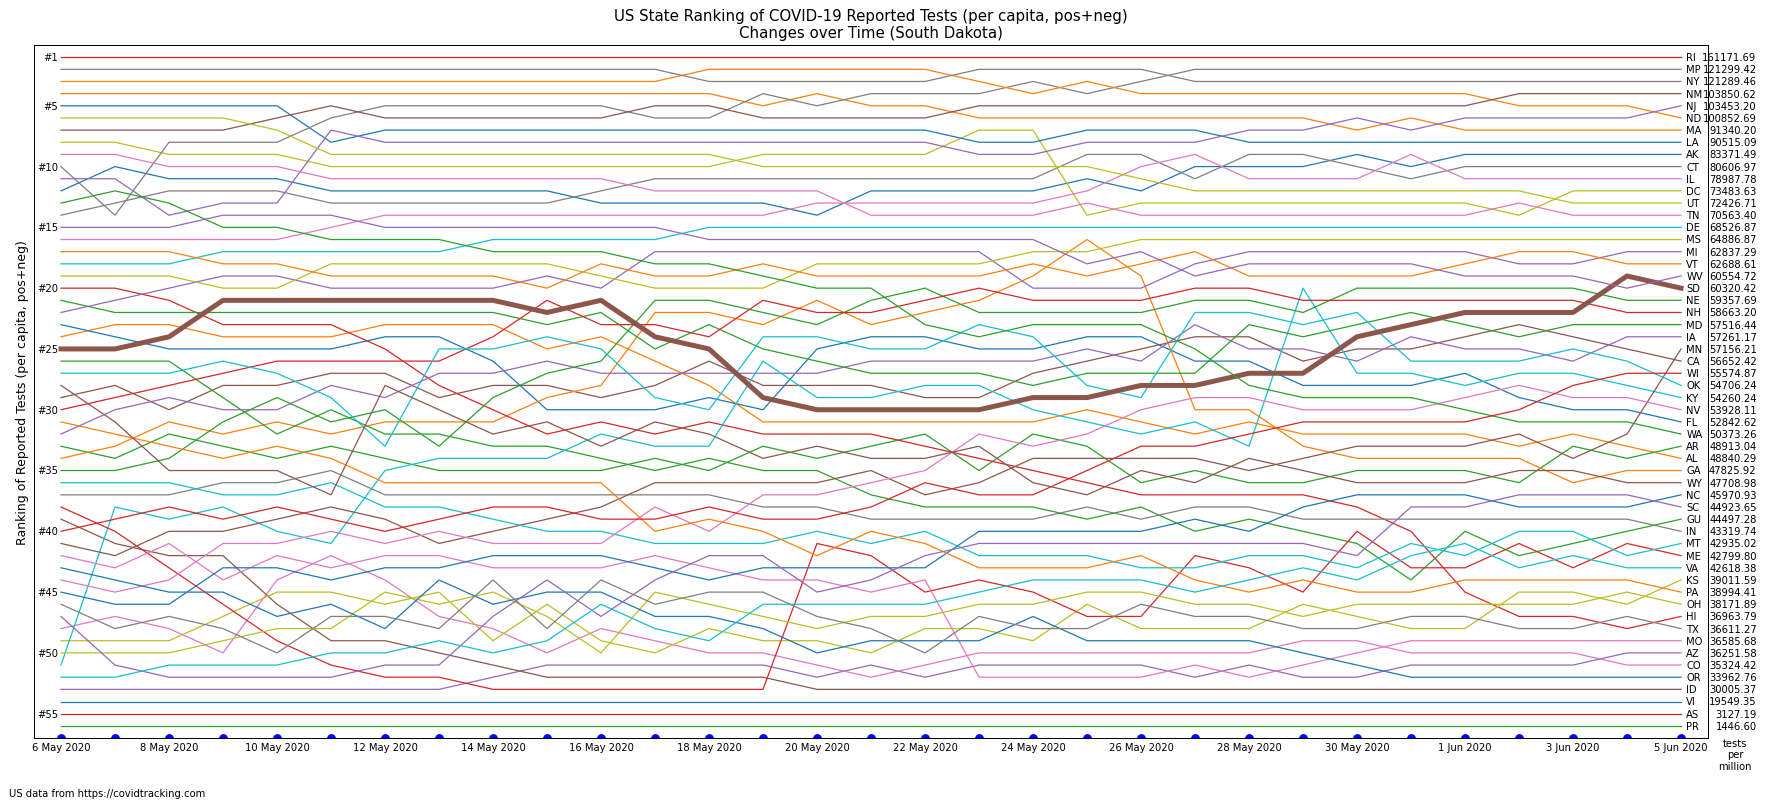 US State Ranking of COVID-19 Reported Tests (per capita, pos+neg)
Changes over Time (South Dakota)
Ranking of Reported Tests (per capita, pos+neg)
#1
#5
#10
#15
#20
#25
#30
#35
#40
#45
#50
#55
RI 161171.69
MP 121299.42
NY 121289.46
NM 103850.62
NJ 103453.20
ND 100852.69
MA 91340.20
LA 90515.09
AK 83371.49
CT 80606.97
IL 78987.78
DC 73483.63
UT 72426.71
TN 70563.40
DE 68526.87
MS 64886.87
MI 62837.29
VT 62688.61
WV 60554.72
SD 60320.42
NE 59357.69
NH 58663.20
MD 57516.44
IA 57261.17
MN 57156.21
CA 56652.42
WI 55574.87
OK 54706.24
KY 54260.24
NV 53928.11
FL 52842.62
WA 50373.26
AR 48913.04
AL 48840.29
GA 47825.92
WY 47708.98
NC 45970.93
SC 44923.65
GU 44497.28
IN 43319.74
MT 42935.02
ME 42799.80
VA 42618.38
KS 39011.59
PA 38994.41
OH 38171.89
HI 36963.79
TX 36611.27
MO 36585.68
AZ 36251.58
CO 35324.42
OR 33962.76
ID 30005.37
VI 19549.35
AS 3127.19
PR 1446.60
6 May 2020 8 May 2020 10 May 2020 12 May 2020 14 May 2020 16 May 2020 18 May 2020 20 May 2020 22 May 2020 24 May 2020 26 May 2020 28 May 2020 30 May 2020 1 Jun 2020 3 Jun 2020 5 Jun 2020
tests
per
million
US data from https://covidtracking.com